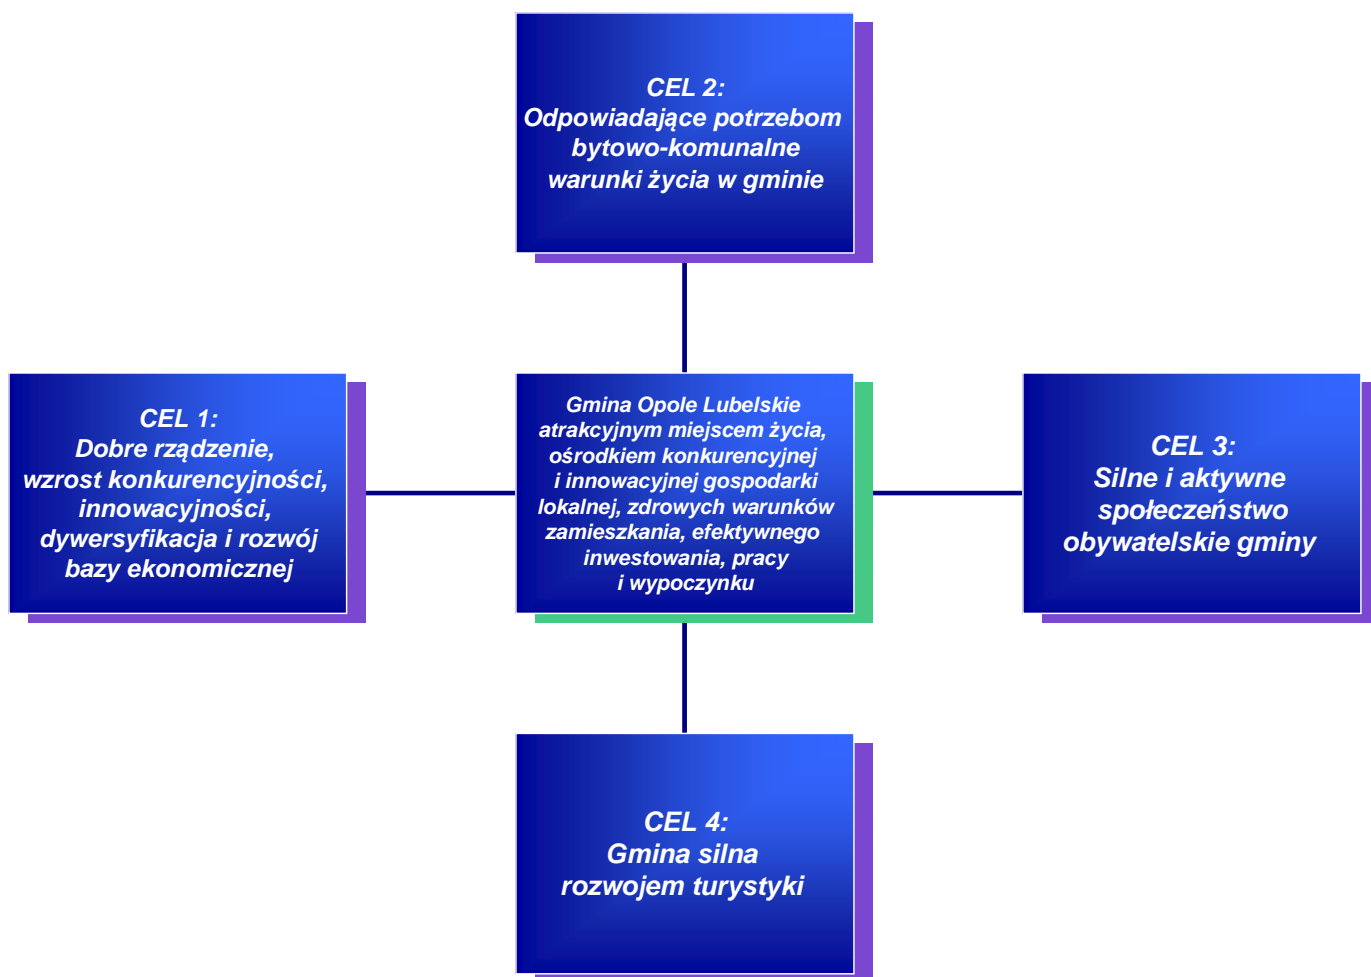 CEL 2:
Odpowiadające potrzebom
bytowo-komunalne
warunki życia w gminie
CEL 1:
Dobre rządzenie,
wzrost konkurencyjności,
innowacyjności,
dywersyfikacja i rozwój
bazy ekonomicznej
Gmina Opole Lubelskie
atrakcyjnym miejscem życia,
ośrodkiem konkurencyjnej
i innowacyjnej gospodarki
lokalnej, zdrowych warunków
zamieszkania, efektywnego
inwestowania, pracy
i wypoczynku
CEL 3:
Silne i aktywne
społeczeństwo
obywatelskie gminy
CEL 4:
Gmina silna
rozwojem turystyki